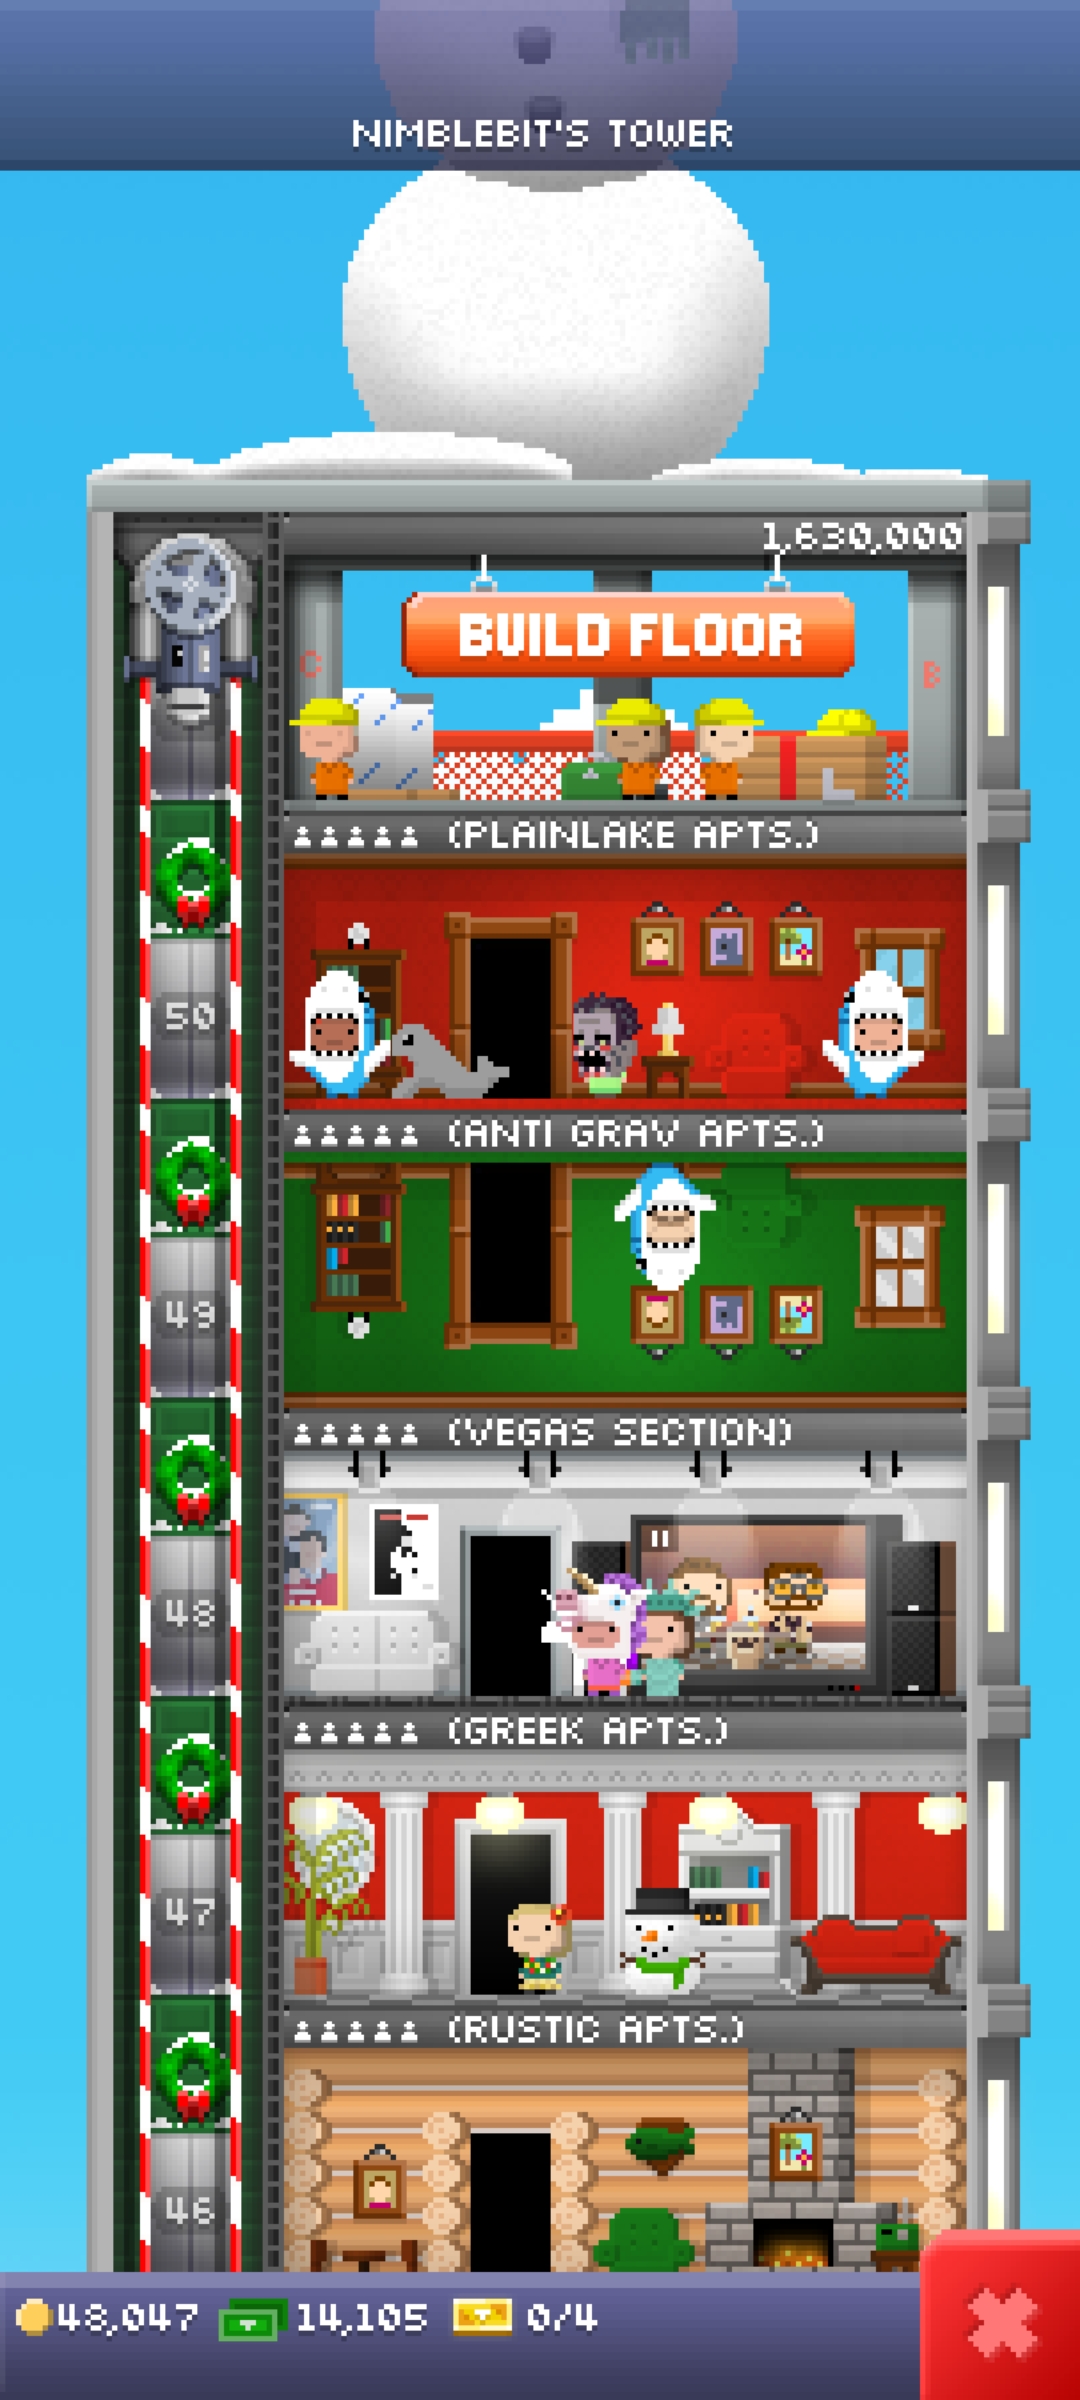 NIMBLEBIT'S TOWER
1,630,000
BUILD FLOOR
C
B
(PLAINLAKE APTS.)
50
(ANTI GRAV APTS.)
49
(VEGAS SECTION)
48
(GREEK APTS.)
47
(RUSTIC APTS.)
46
48,047 14,105 0/4